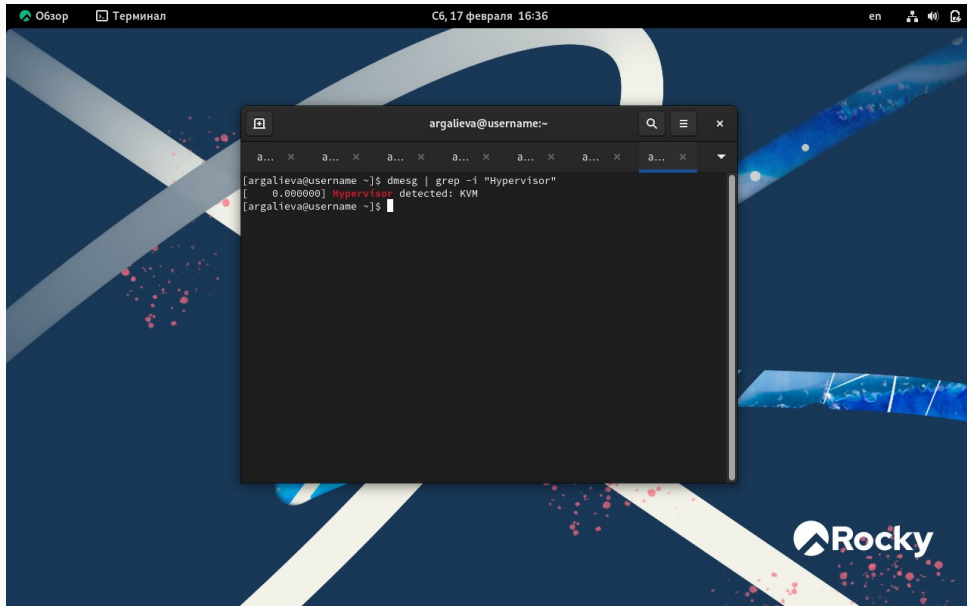 Обзор Терминал Сб, 17 февраля 16:36 en
argalieva@username:~
a... a... a... a... a... a... a...
[argalieva@username ~]$ dmesg | grep -i "Hypervisor"
[    0.000000] Hypervisor detected: KVM
[argalieva@username ~]$
Rocky